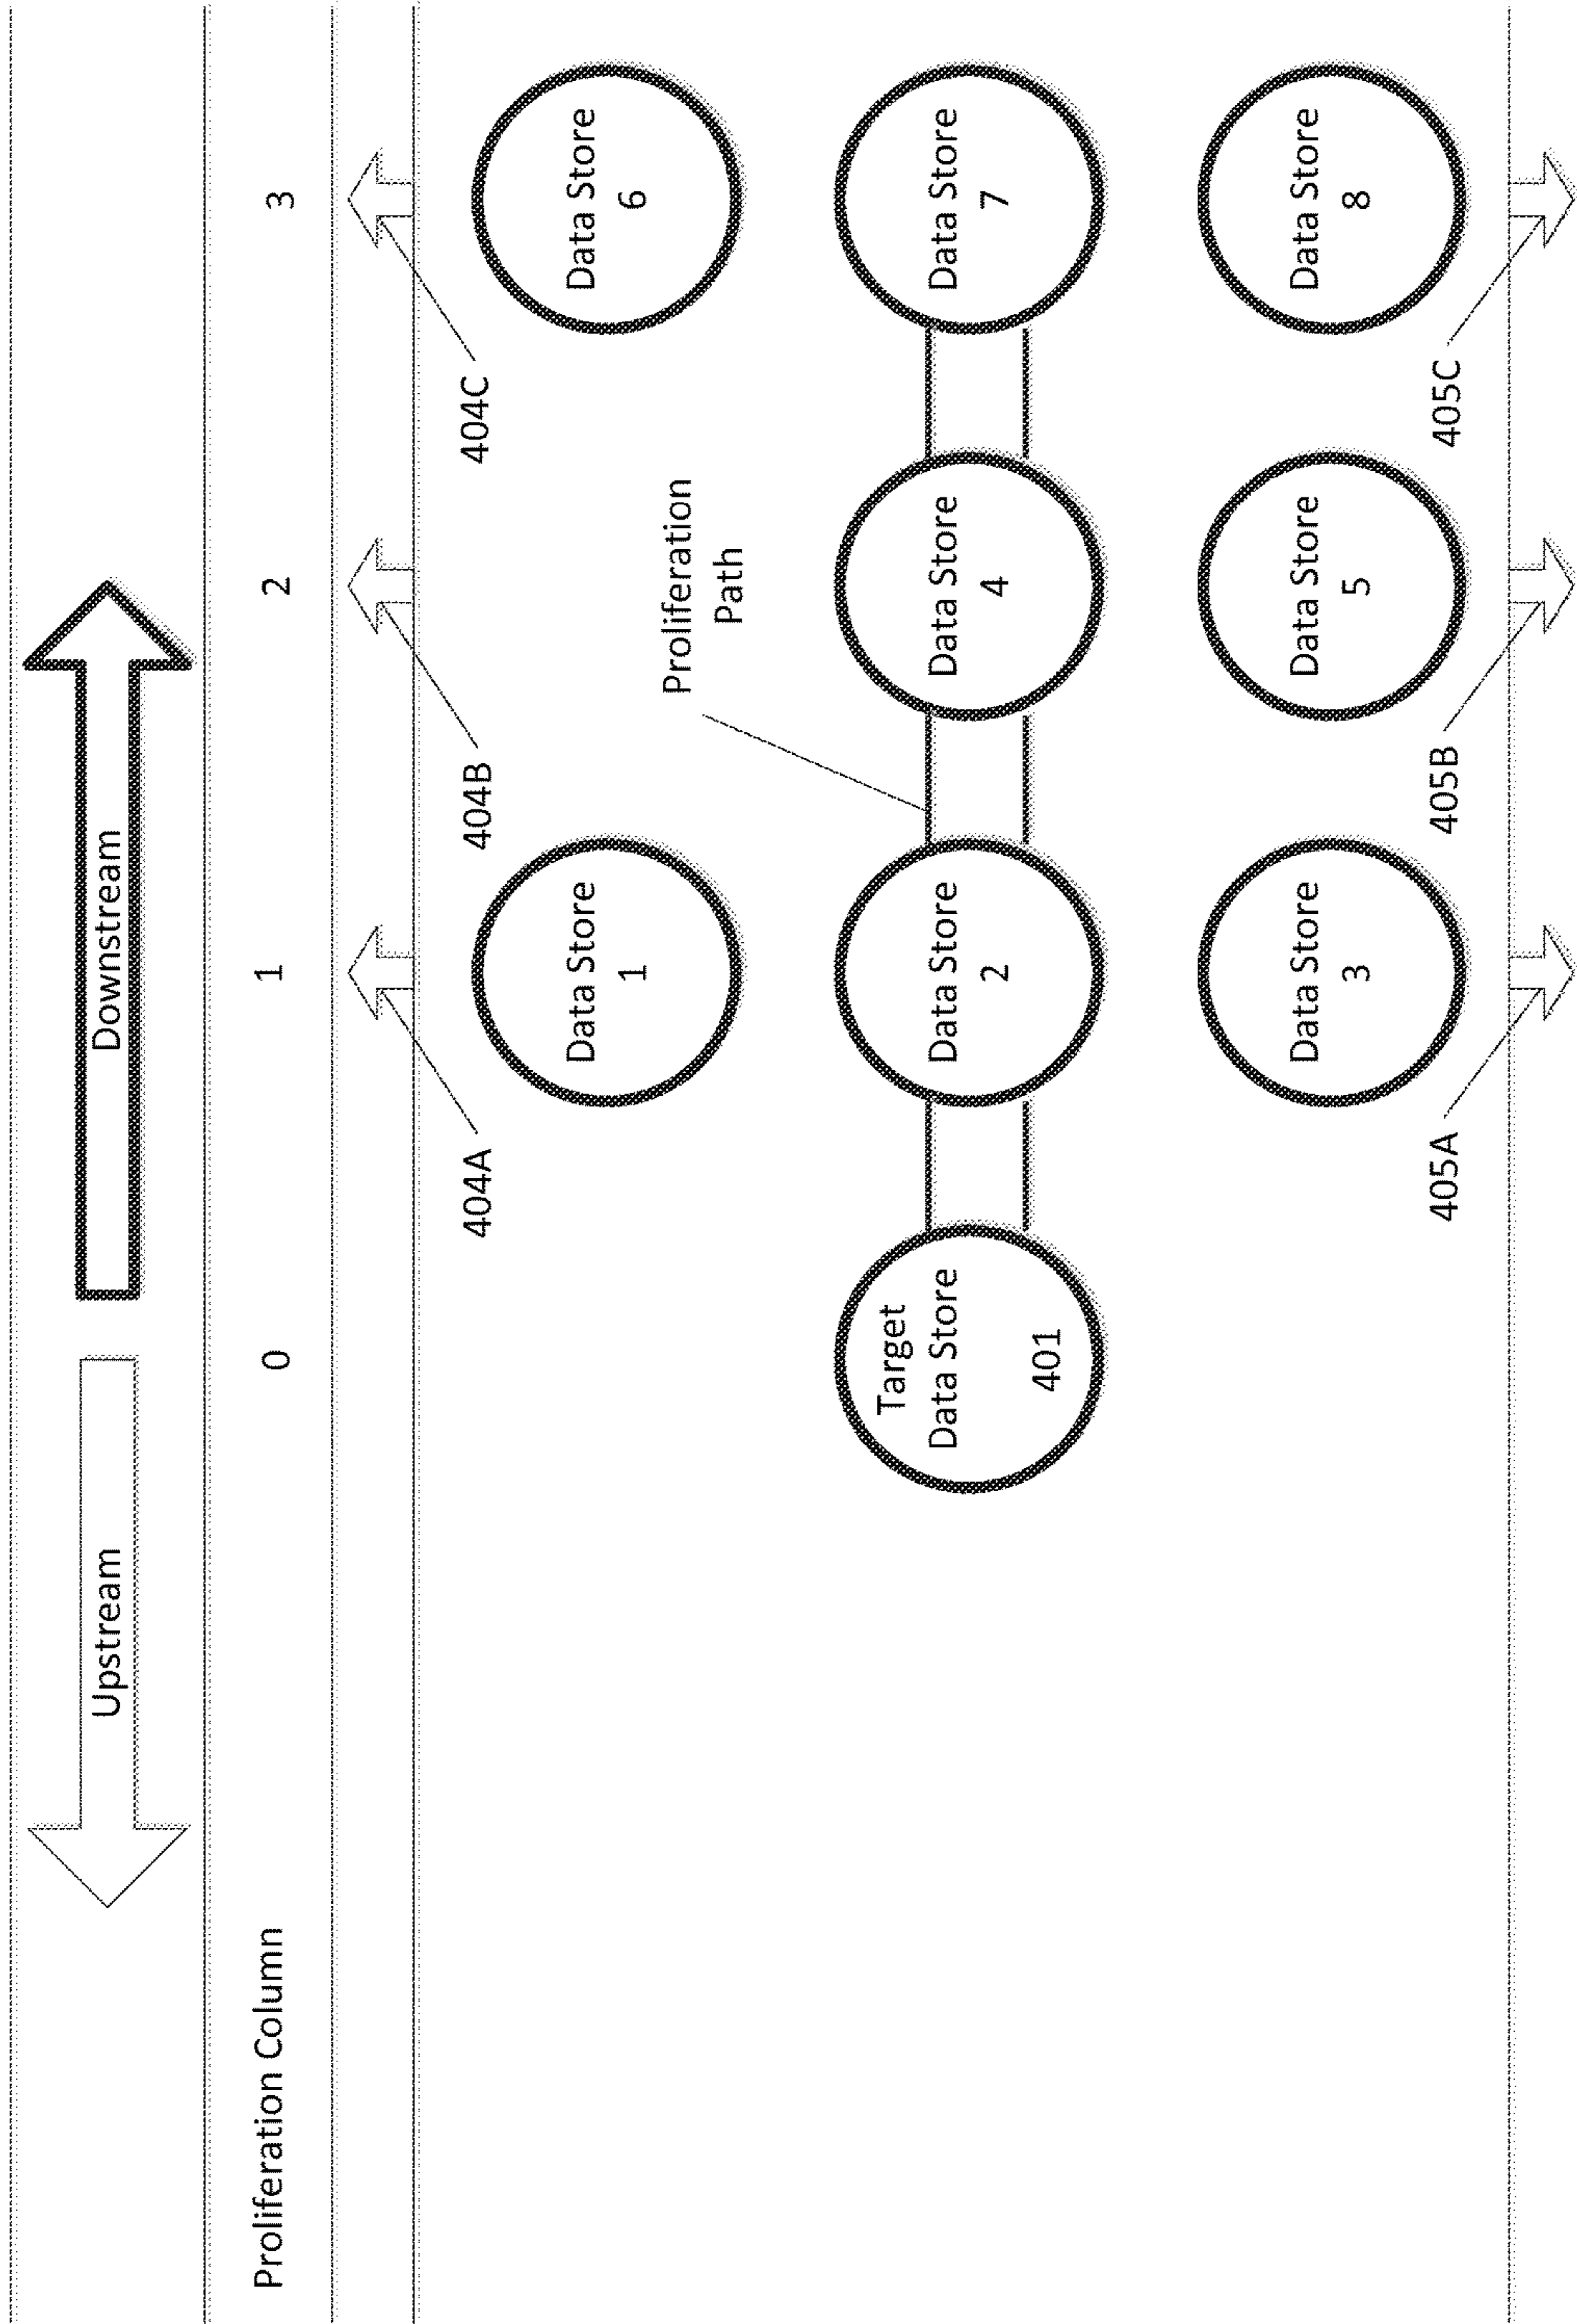 Upstream
Downstream
Proliferation Column
0
1
2
3
404A
404B
404C
Data Store
1
Data Store
6
Proliferation
Path
Target
Data Store
401
Data Store
2
Data Store
4
Data Store
7
Data Store
3
Data Store
5
Data Store
8
405A
405B
405C